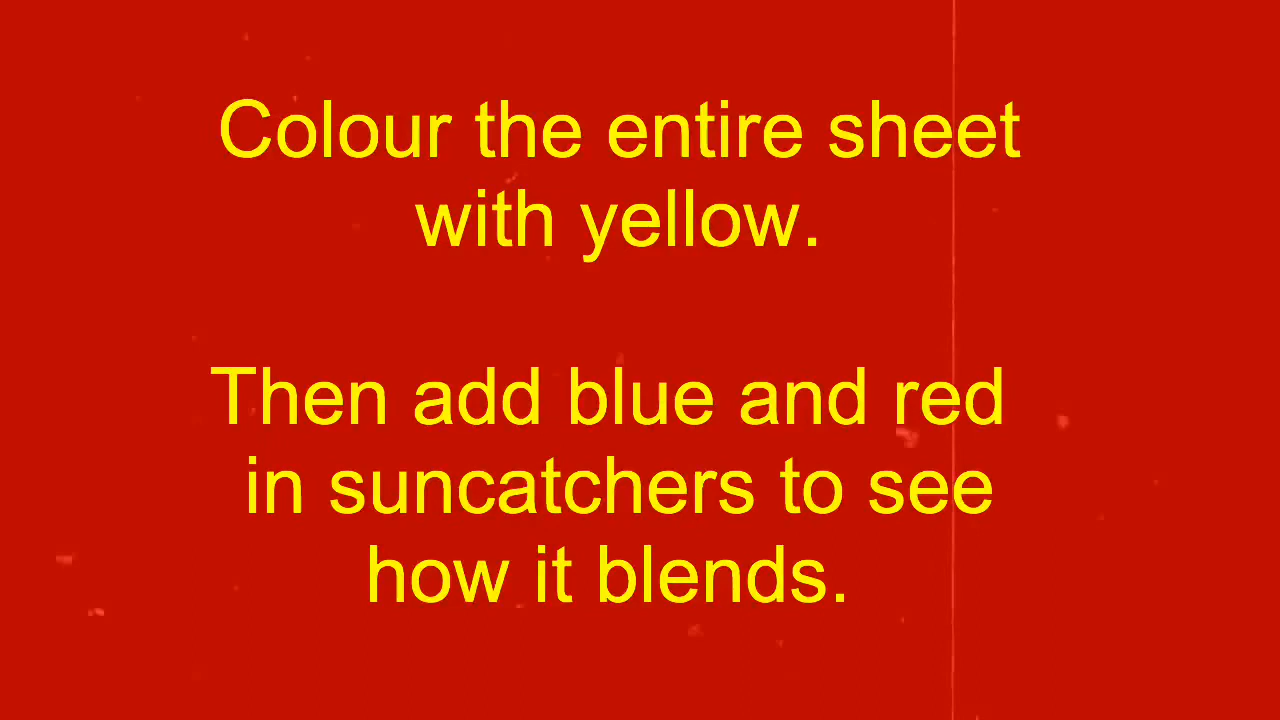 Colour the entire sheet
with yellow.
Then add blue and red
in suncatchers to see
how it blends.